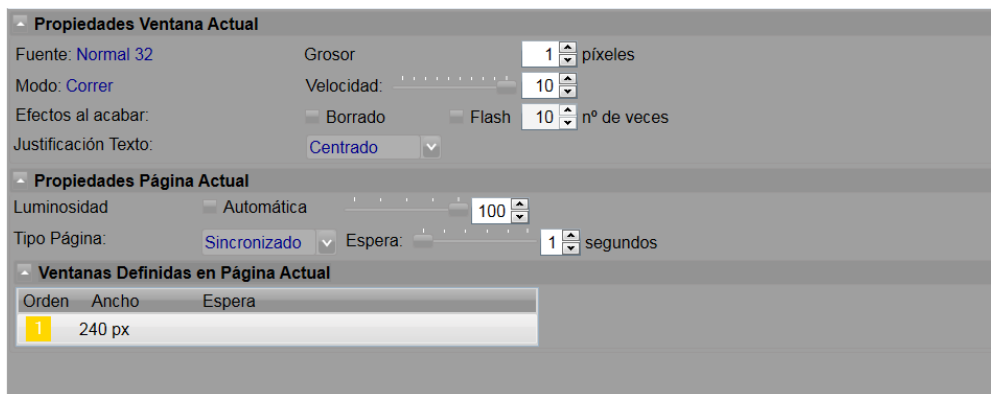 Propiedades Ventana Actual
Fuente: Normal 32 Grosor 1 píxeles
Modo: Correr Velocidad: 10
Efectos al acabar: Borrado Flash 10 nº de veces
Justificación Texto: Centrado
Propiedades Página Actual
Luminosidad Automática 100
Tipo Página: Sincronizado Espera: 1 segundos
Ventanas Definidas en Página Actual
Orden Ancho Espera
1 240 px